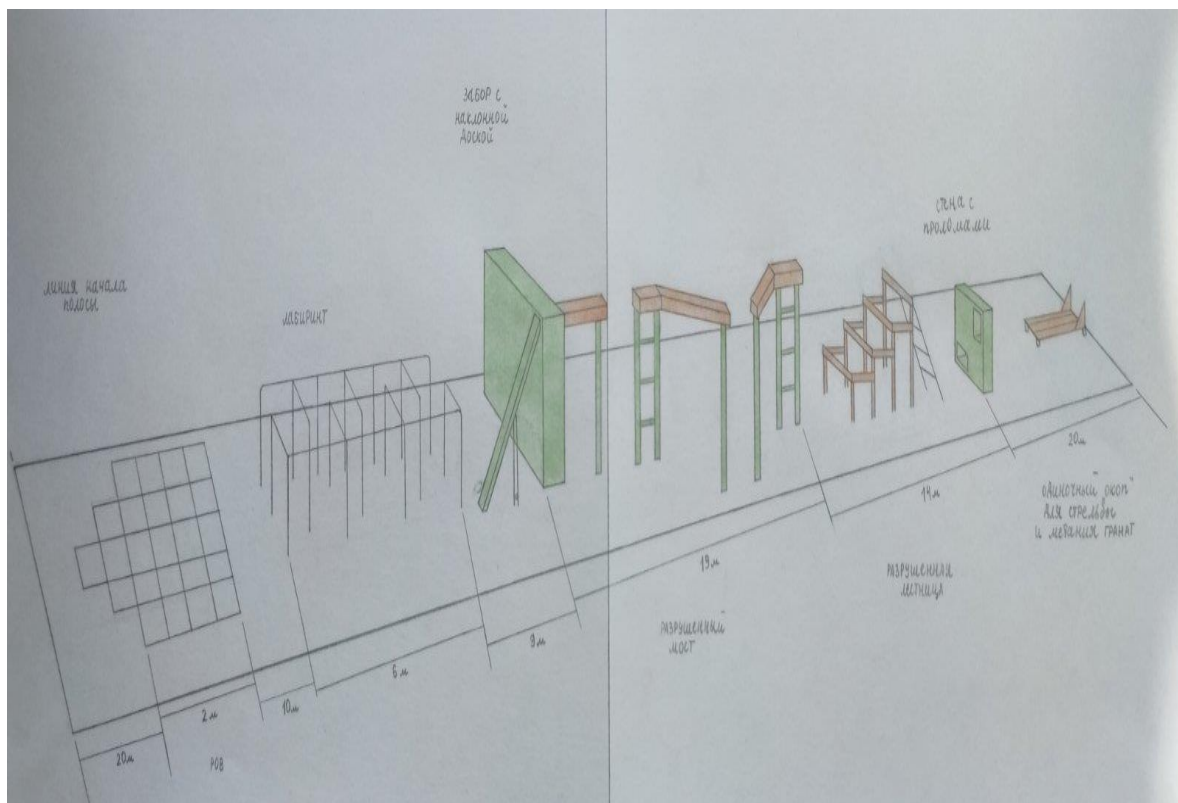 ЗАБОР С
НАКЛОННОЙ
ДОСКОЙ
СТЕНА С
ПРОЛОМАМИ
ЛИНИЯ НАЧАЛА
ПОЛОСЫ
ЛАБИРИНТ
20м
14м
ОДИНОЧНЫЙ ОКОП
ДЛЯ СТРЕЛЬБЫ
И МЕТАНИЯ ГРАНАТ
19м
РАЗРУШЕННАЯ
ЛЕСТНИЦА
РАЗРУШЕННЫЙ
МОСТ
9м
6м
10м
2м
20м
РОВ